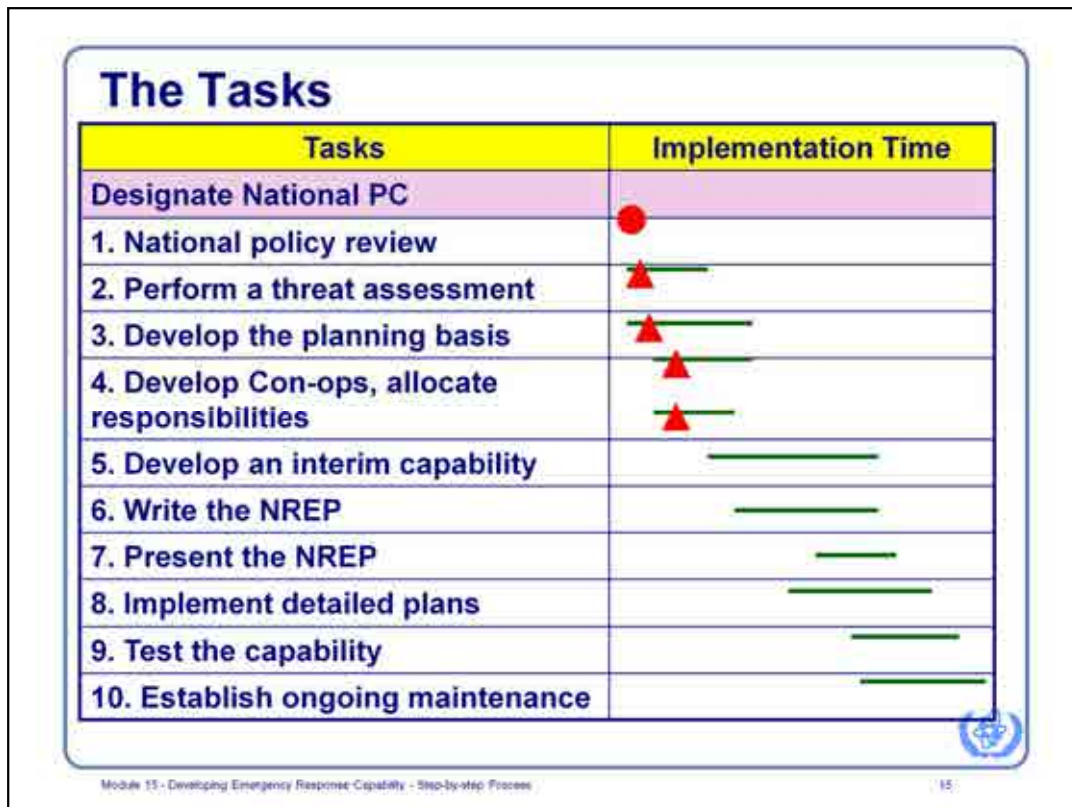 The Tasks
Tasks Implementation Time
Designate National PC
1. National policy review
2. Perform a threat assessment
3. Develop the planning basis
4. Develop Con-ops, allocate
responsibilities
5. Develop an interim capability
6. Write the NREP
7. Present the NREP
8. Implement detailed plans
9. Test the capability
10. Establish ongoing maintenance
Module 15 - Developing Emergency Response Capability - Step-by-step Process 15